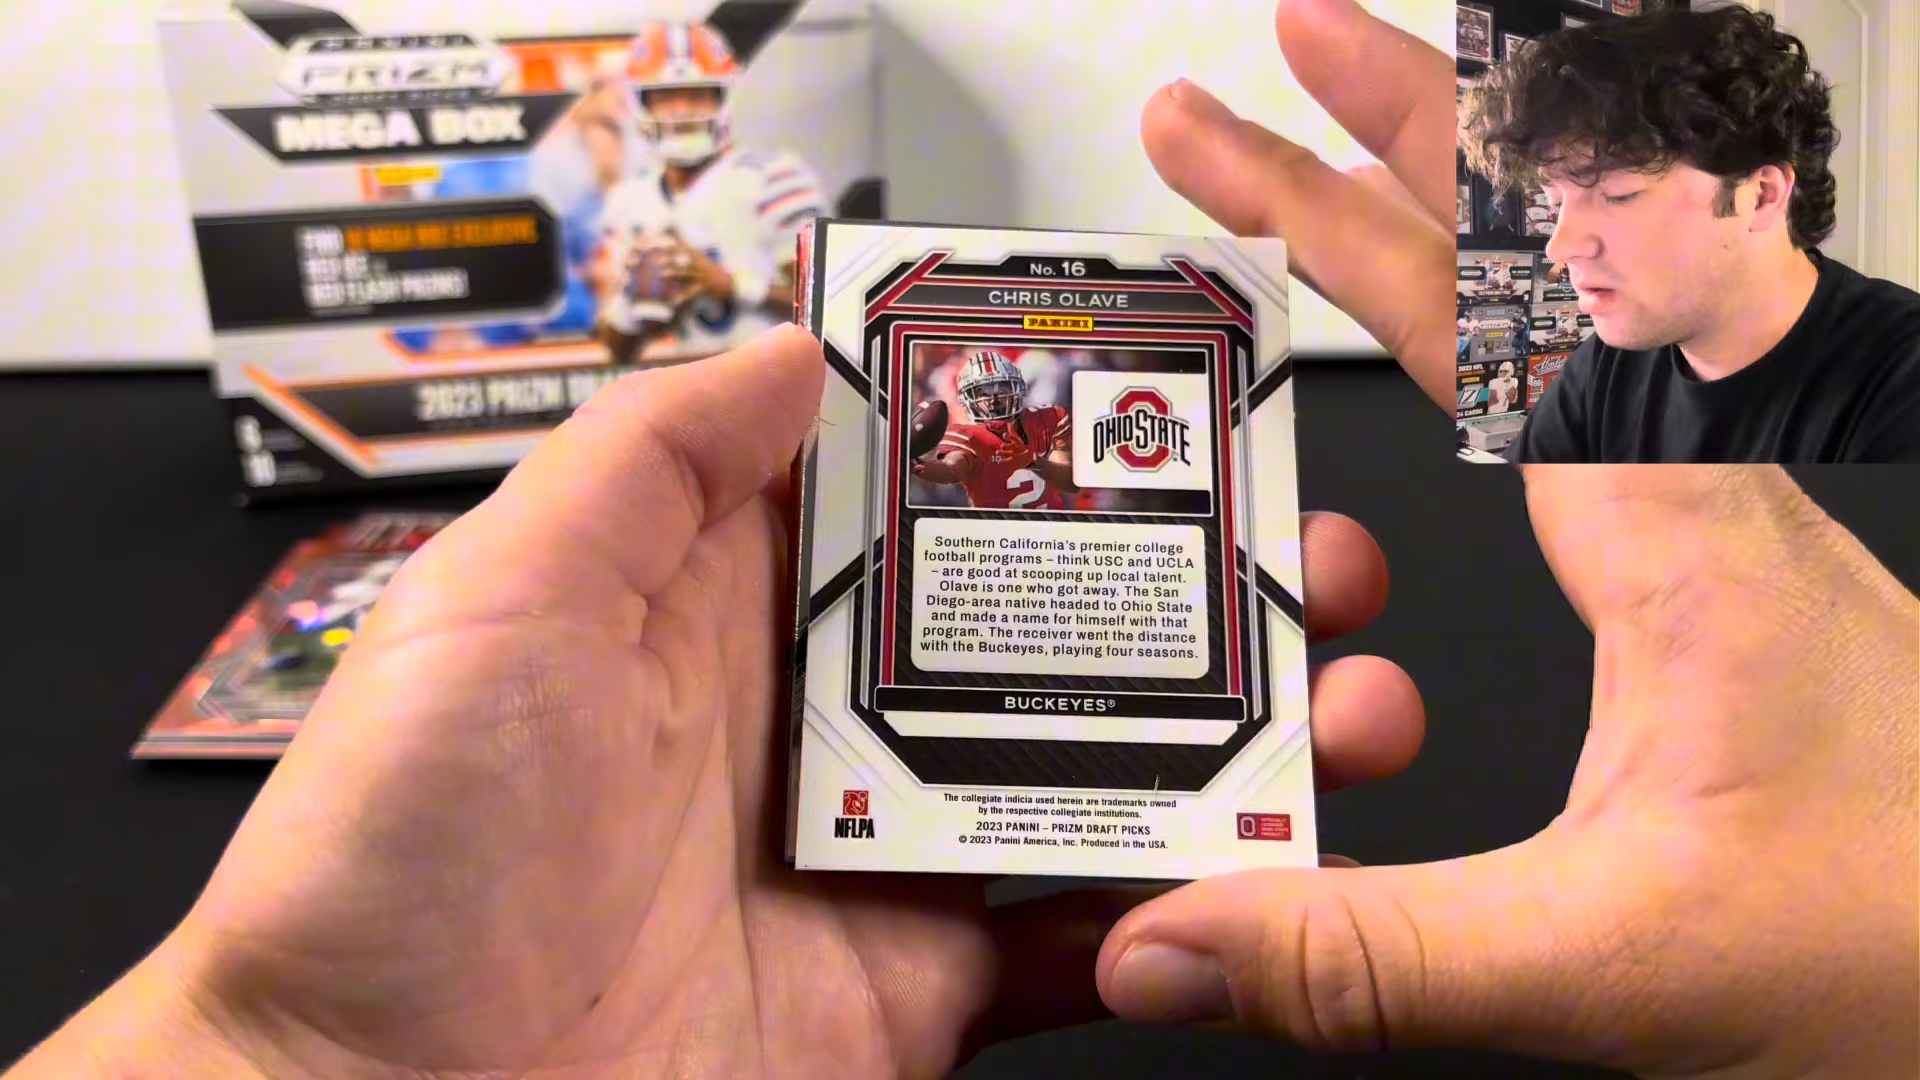 PANINI
PRIZM
MEGA BOX
2023 PRIZM
No. 16
CHRIS OLAVE
PANINI
OHIO STATE
2
Southern California's premier college
football programs – think USC and UCLA
– are good at scooping up local talent.
Olave is one who got away. The San
Diego-area native headed to Ohio State
and made a name for himself with that
program. The receiver went the distance
with the Buckeyes, playing four seasons.
BUCKEYES®
NFLPA
The collegiate indicia used herein are trademarks owned
by the respective collegiate institutions.
2023 PANINI – PRIZM DRAFT PICKS
© 2023 Panini America, Inc. Produced in the USA.